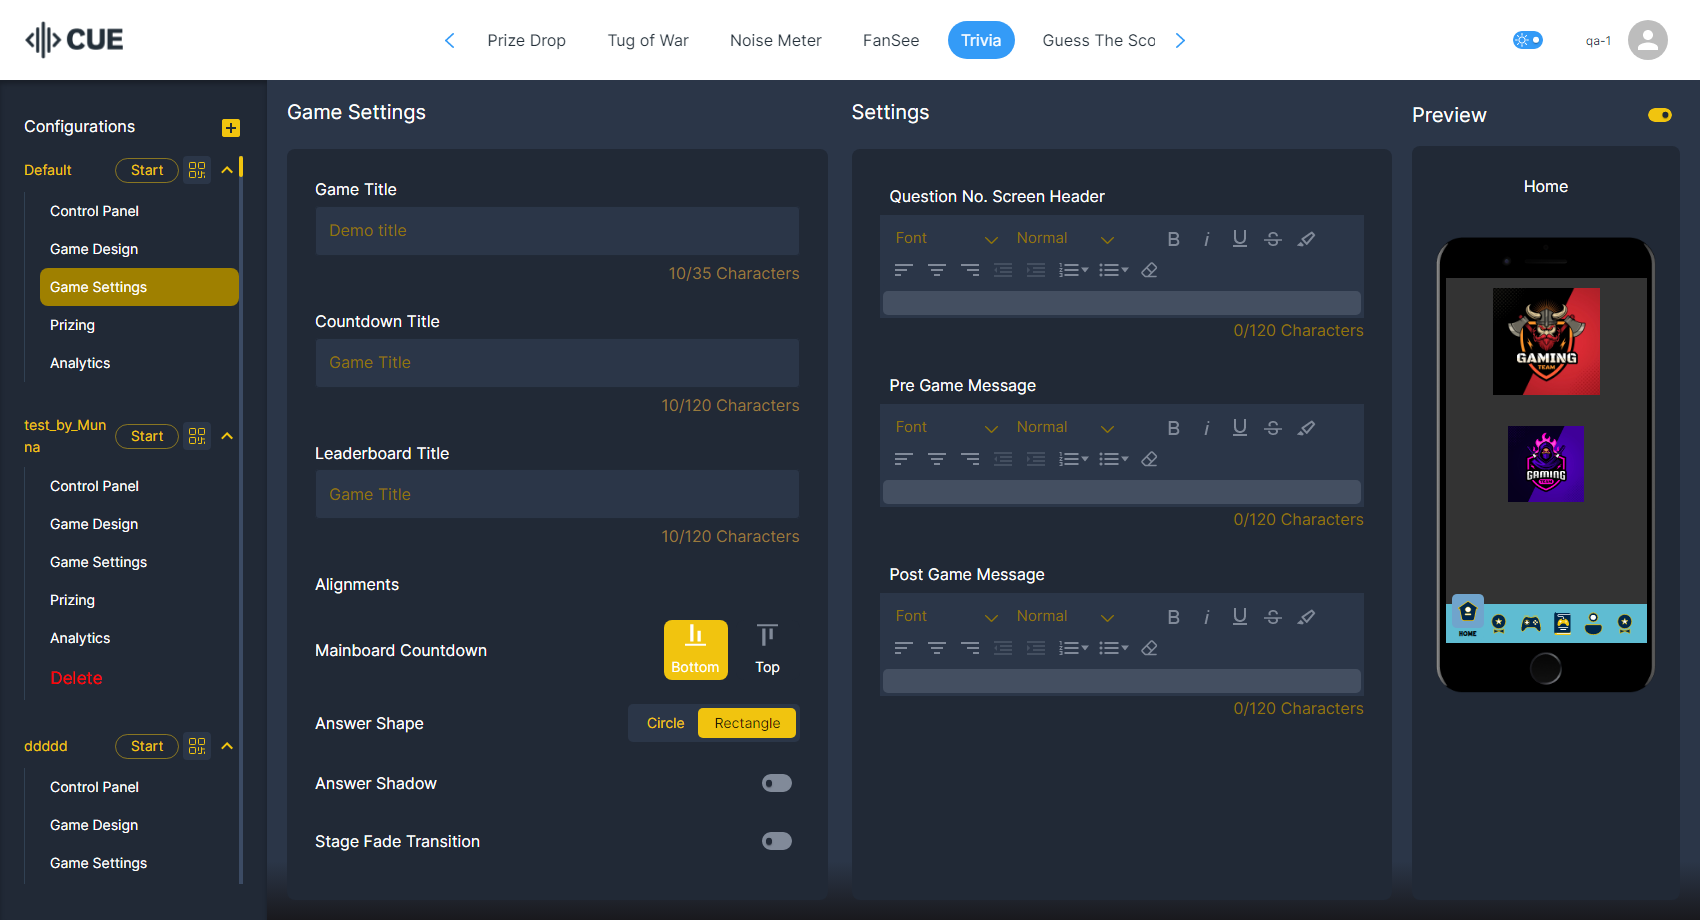 CUE
Prize Drop
Tug of War
Noise Meter
FanSee
Trivia
Guess The Sco
qa-1
Configurations
Default
Start
Control Panel
Game Design
Game Settings
Prizing
Analytics
test_by_Mun
na
Start
Control Panel
Game Design
Game Settings
Prizing
Analytics
Delete
ddddd
Start
Control Panel
Game Design
Game Settings
Game Settings
Game Title
Demo title
10/35 Characters
Countdown Title
Game Title
10/120 Characters
Leaderboard Title
Game Title
10/120 Characters
Alignments
Mainboard Countdown
Bottom
Top
Answer Shape
Circle
Rectangle
Answer Shadow
Stage Fade Transition
Settings
Question No. Screen Header
Font
Normal
B i U S
0/120 Characters
Pre Game Message
Font
Normal
B i U S
0/120 Characters
Post Game Message
Font
Normal
B i U S
0/120 Characters
Preview
Home
GAMING
TEAM
GAMING
TEAM
HOME